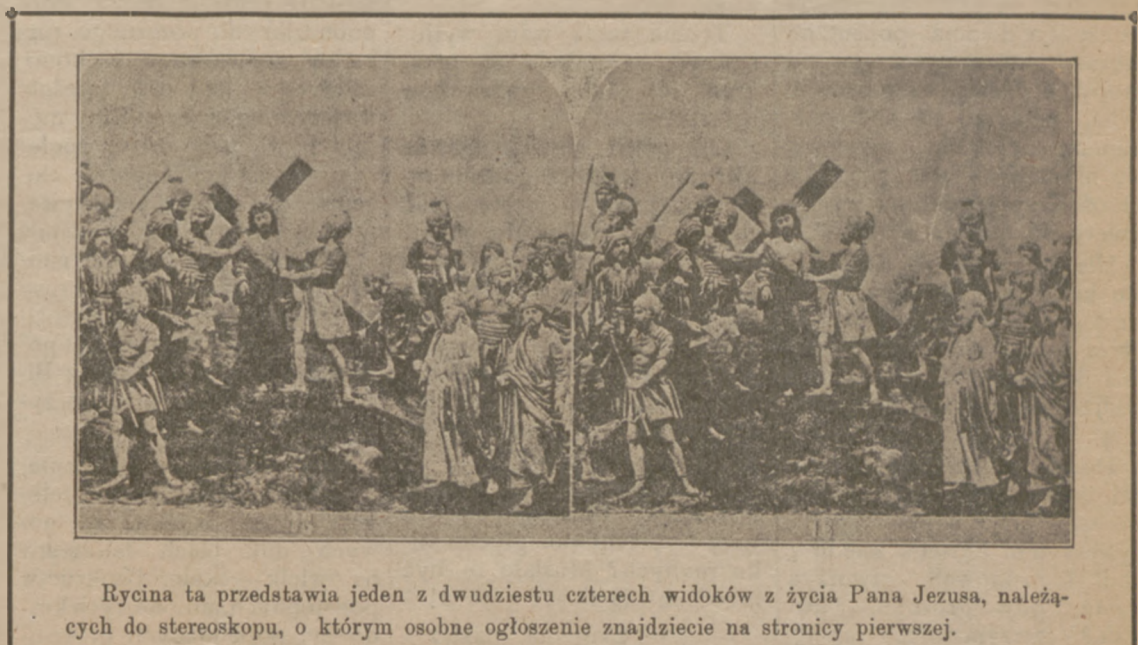 Rycina ta przedstawia jeden z dwudziestu czterech widoków z życia Pana Jezusa, należą-
cych do stereoskopu, o którym osobne ogłoszenie znajdziecie na stronicy pierwszej.